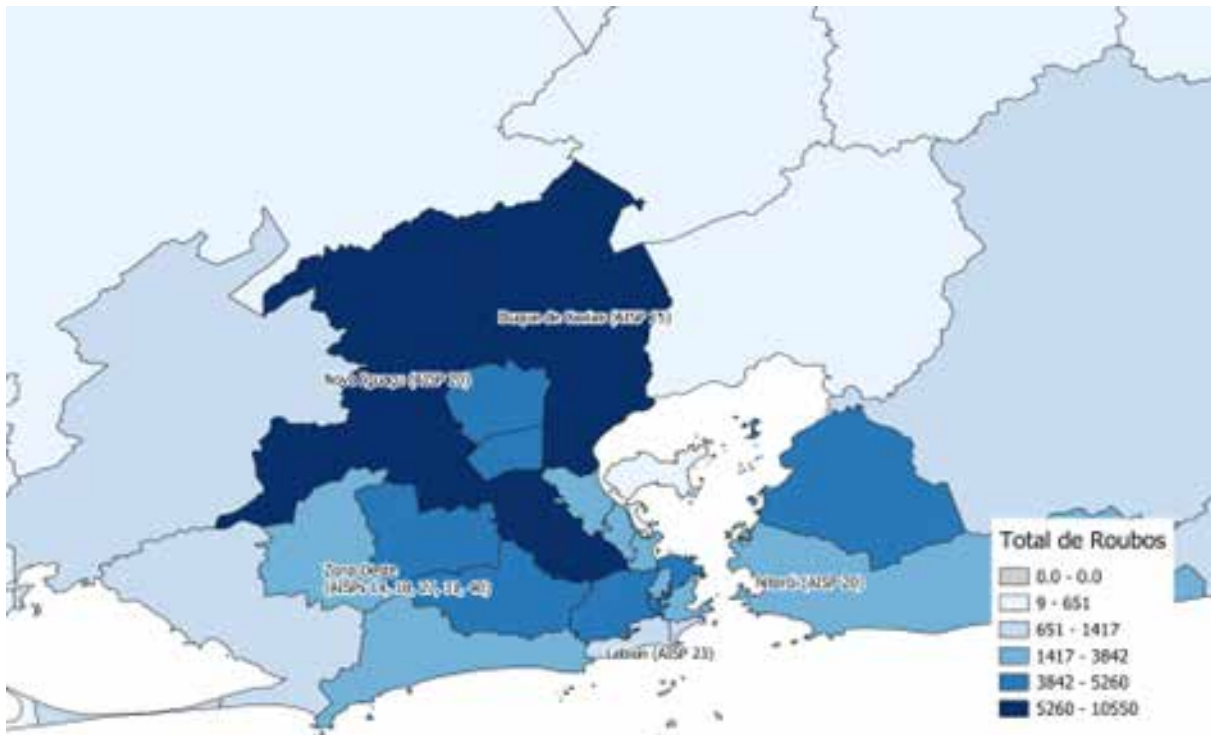 Duque de Caxias (AISP 15)
Nova Iguaçu (AISP 20)
Zona Oeste
(AISPs 14, 18, 27, 31, 40)
Niterói (AISP
Leblon (AISP 23)
Total de Roubos
0.0 - 0.0
9 - 651
651 - 1417
1417 - 3842
3842 - 5260
5260 - 10550